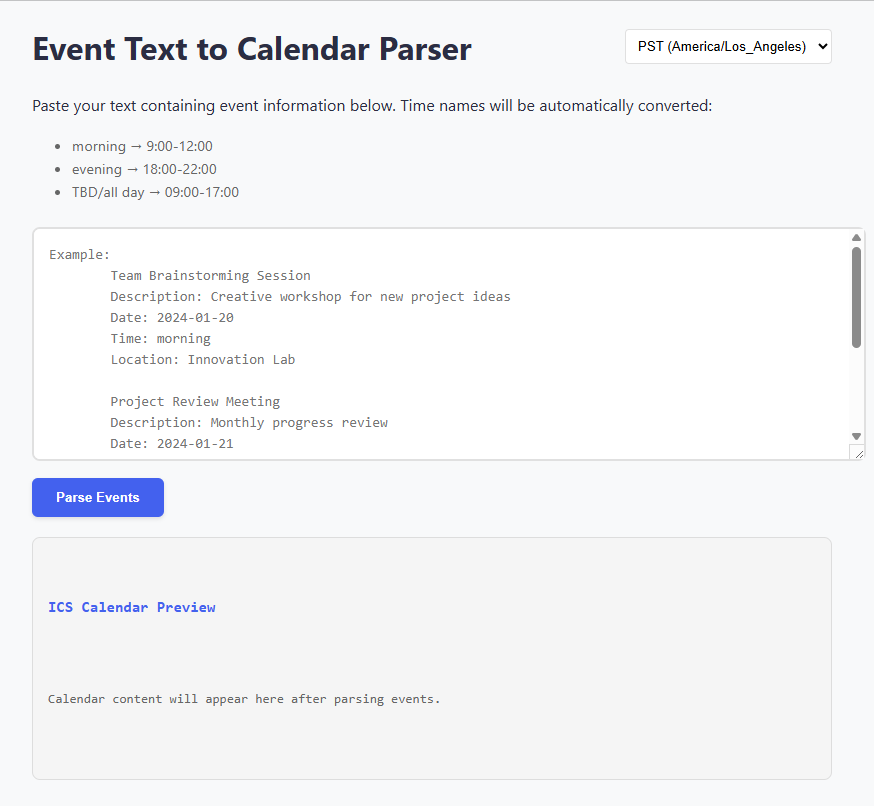 Event Text to Calendar Parser
PST (America/Los_Angeles)
Paste your text containing event information below. Time names will be automatically converted:
• morning → 9:00-12:00
• evening → 18:00-22:00
• TBD/all day → 09:00-17:00
Example:
Team Brainstorming Session
Description: Creative workshop for new project ideas
Date: 2024-01-20
Time: morning
Location: Innovation Lab
Project Review Meeting
Description: Monthly progress review
Date: 2024-01-21
Parse Events
ICS Calendar Preview
Calendar content will appear here after parsing events.